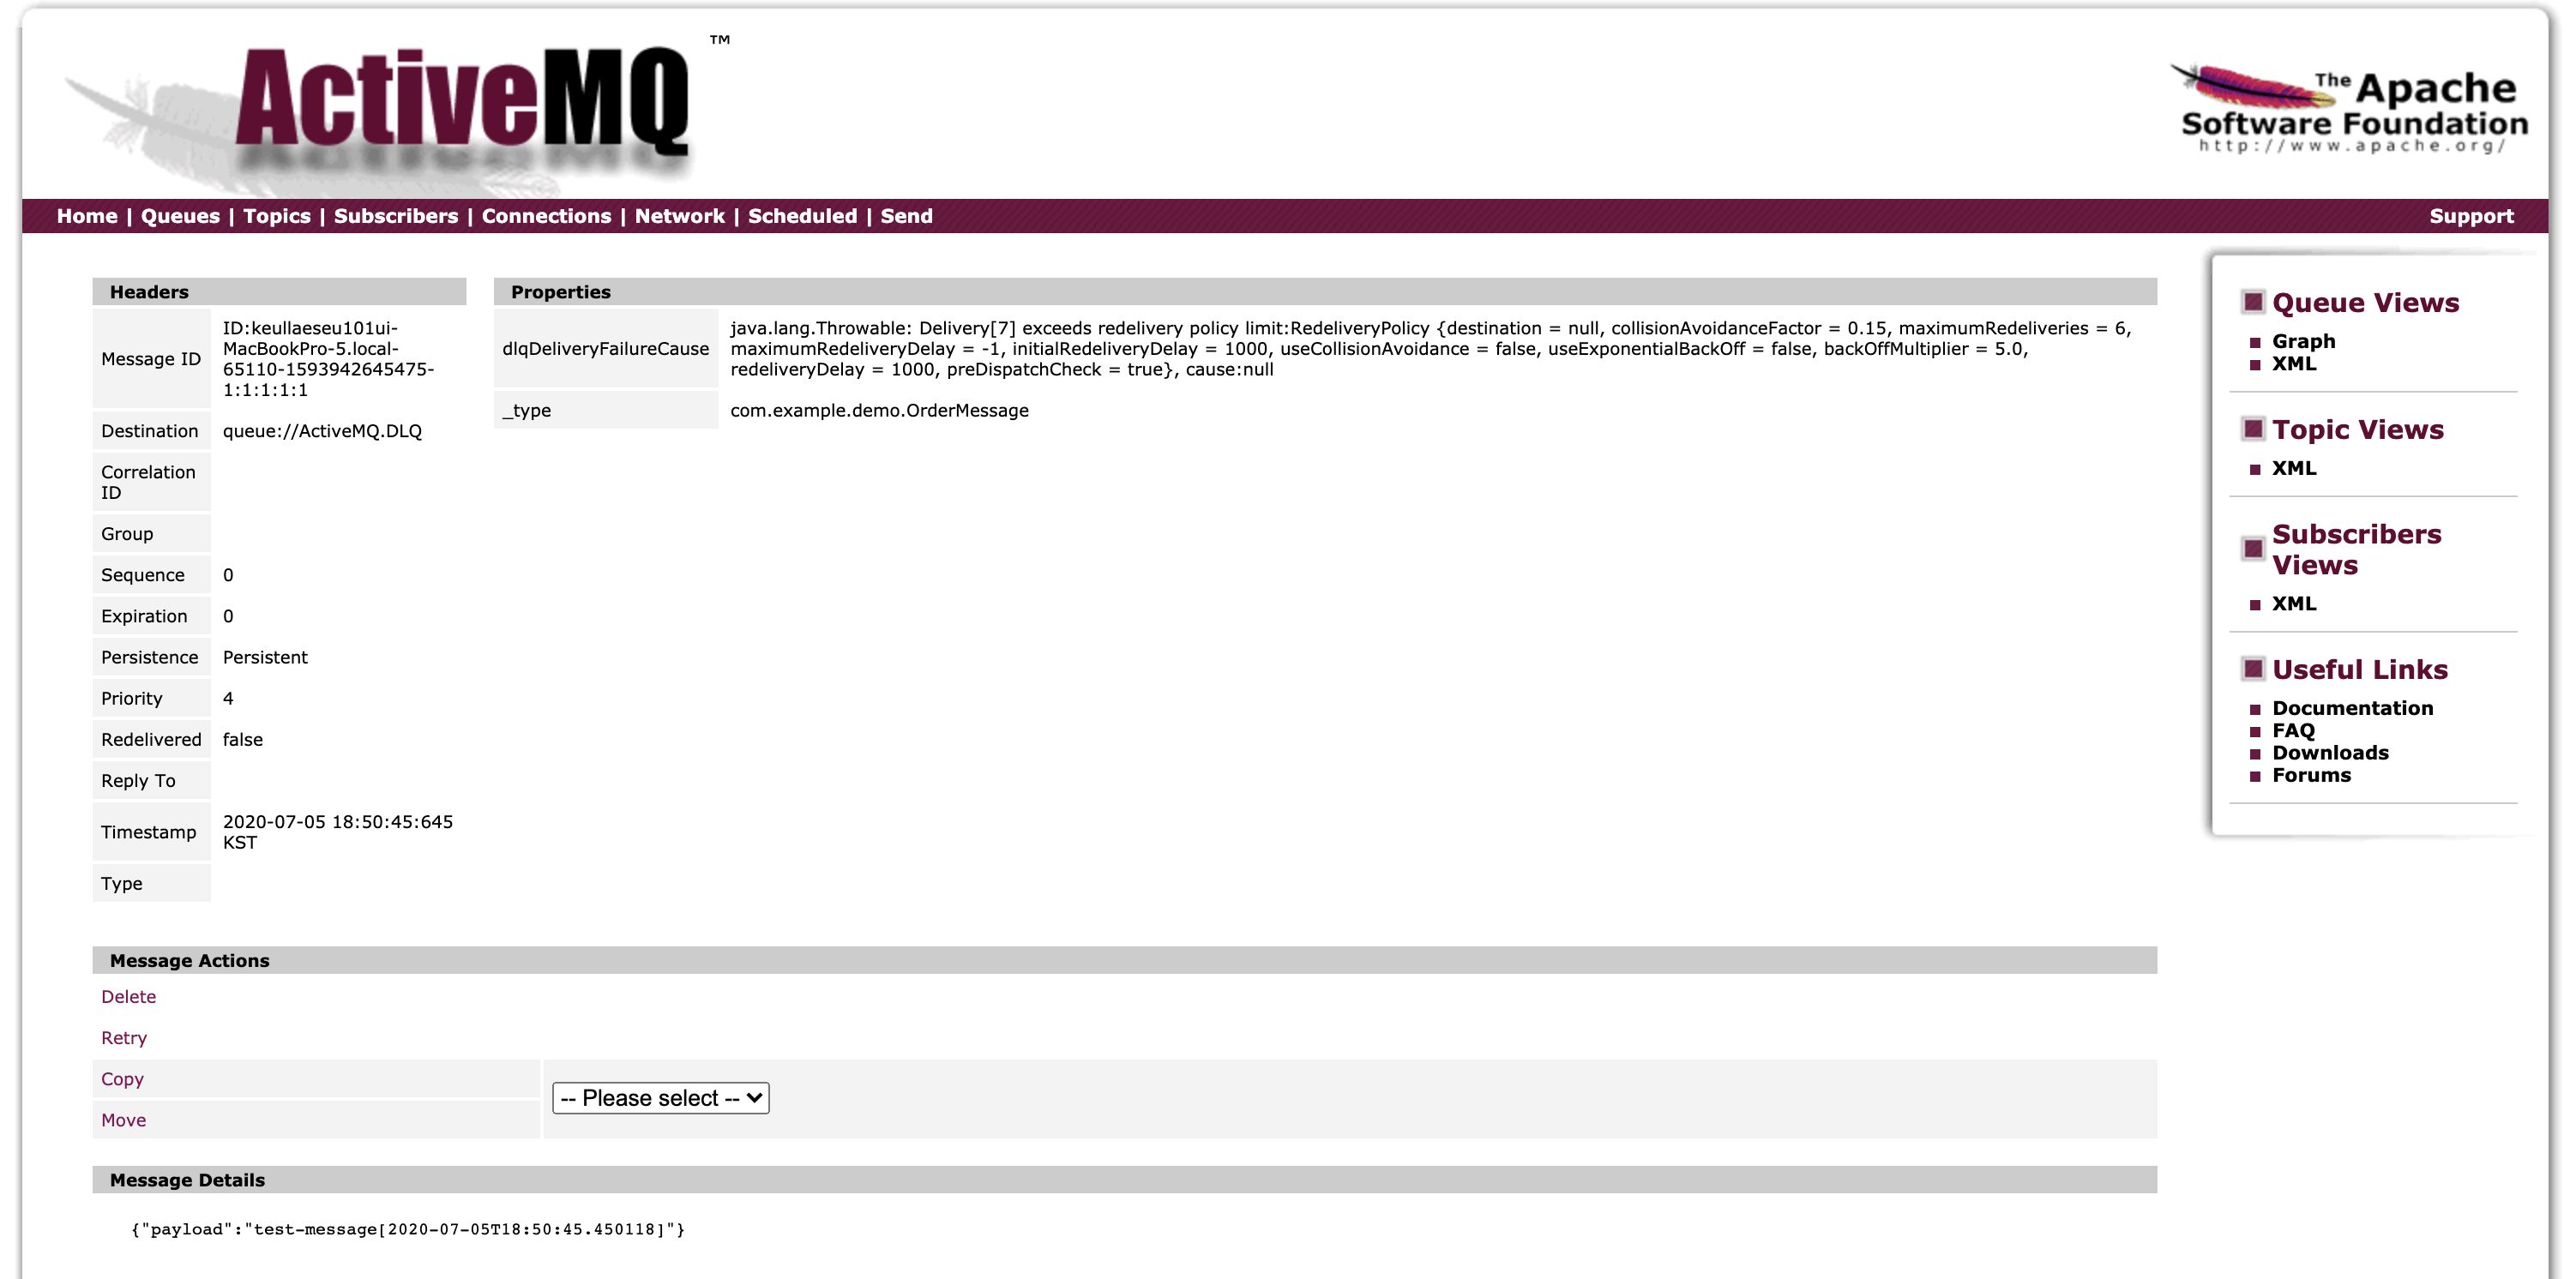 ActiveMQ
™
The Apache
Software Foundation
http://www.apache.org/
Home | Queues | Topics | Subscribers | Connections | Network | Scheduled | Send
Support
Headers
Message ID
ID:keullaeseu101ui-
MacBookPro-5.local-
65110-1593942645475-
1:1:1:1:1
Destination
queue://ActiveMQ.DLQ
Correlation
ID
Group
Sequence
0
Expiration
0
Persistence
Persistent
Priority
4
Redelivered
false
Reply To
Timestamp
2020-07-05 18:50:45:645
KST
Type
Properties
dlqDeliveryFailureCause
java.lang.Throwable: Delivery[7] exceeds redelivery policy limit:RedeliveryPolicy {destination = null, collisionAvoidanceFactor = 0.15, maximumRedeliveries = 6,
maximumRedeliveryDelay = -1, initialRedeliveryDelay = 1000, useCollisionAvoidance = false, useExponentialBackOff = false, backOffMultiplier = 5.0,
redeliveryDelay = 1000, preDispatchCheck = true}, cause:null
_type
com.example.demo.OrderMessage
Message Actions
Delete
Retry
Copy
Move
-- Please select --
Message Details
{"payload":"test-message[2020-07-05T18:50:45.450118]"}
Queue Views
Graph
XML
Topic Views
XML
Subscribers
Views
XML
Useful Links
Documentation
FAQ
Downloads
Forums